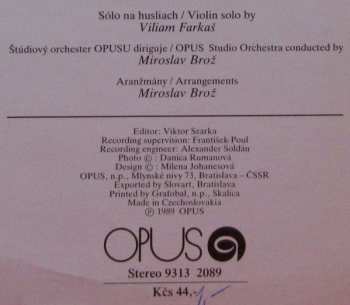 Sólo na husliach / Violin solo by
Viliam Farkaš
Štúdiový orchester OPUSU diriguje / OPUS Studio Orchestra conducted by
Miroslav Brož
Aranžmány / Arrangements
Miroslav Brož
Editor: Viktor Szarka
Recording supervision: František Poul
Recording engineer: Alexander Soldán
Photo © : Danica Rumanová
Design © : Milena Johanesová
OPUS, n.p., Mlynské nivy 73, Bratislava – ČSSR
Exported by Slovart, Bratislava
Printed by Grafobal, n.p., Skalica
Made in Czechoslovakia
℗ 1989 OPUS
OPUS
Stereo 9313 2089
Kčs 44,-